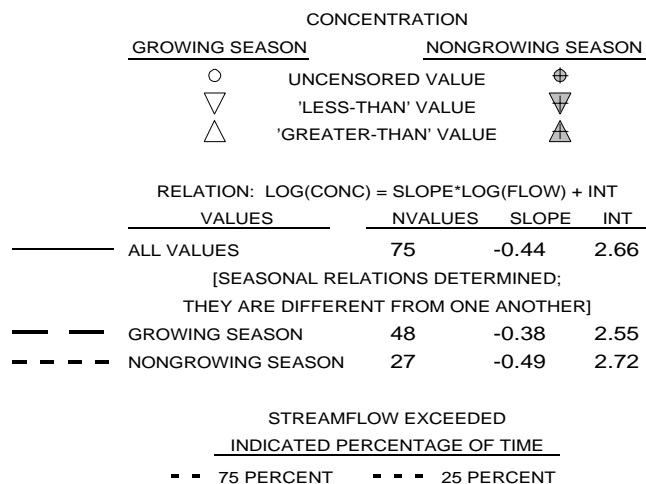 CONCENTRATION
GROWING SEASON NONGROWING SEASON
UNCENSORED VALUE
'LESS-THAN' VALUE
'GREATER-THAN' VALUE
RELATION: LOG(CONC) = SLOPE*LOG(FLOW) + INT
VALUES NVALUES SLOPE INT
ALL VALUES 75 -0.44 2.66
[SEASONAL RELATIONS DETERMINED;
THEY ARE DIFFERENT FROM ONE ANOTHER]
GROWING SEASON 48 -0.38 2.55
NONGROWING SEASON 27 -0.49 2.72
STREAMFLOW EXCEEDED
INDICATED PERCENTAGE OF TIME
75 PERCENT 25 PERCENT